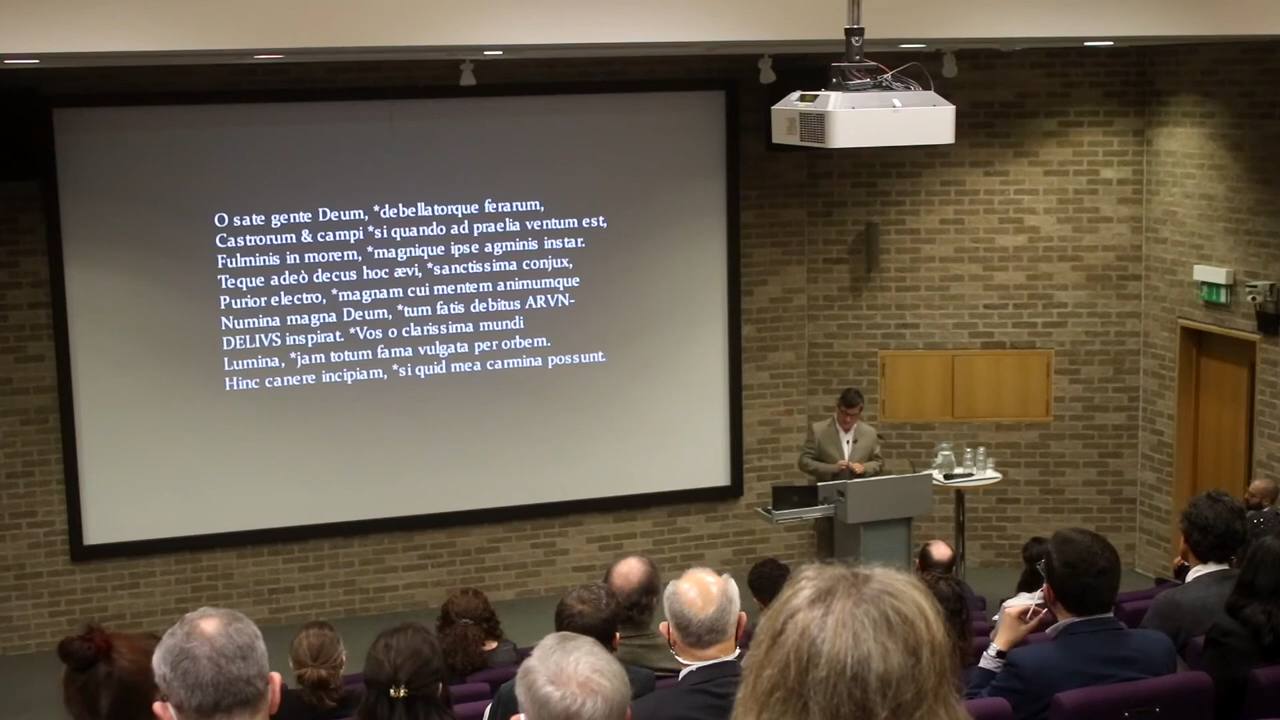 O sate gente Deum, *debellatorque ferarum,
Castrorum & campi *si quando ad praelia ventum est,
Fulminis in morem, *magnique ipse agminis instar.
Teque adeò decus hoc ævi, *sanctissima conjux,
Purior electro, *magnam cui mentem animumque
Numina magna Deum, *tum fatis debitus ARVN-
DELIVS inspirat. *Vos o clarissima mundi
Lumina, *jam totum fama vulgata per orbem.
Hinc canere incipiam, *si quid mea carmina possunt.